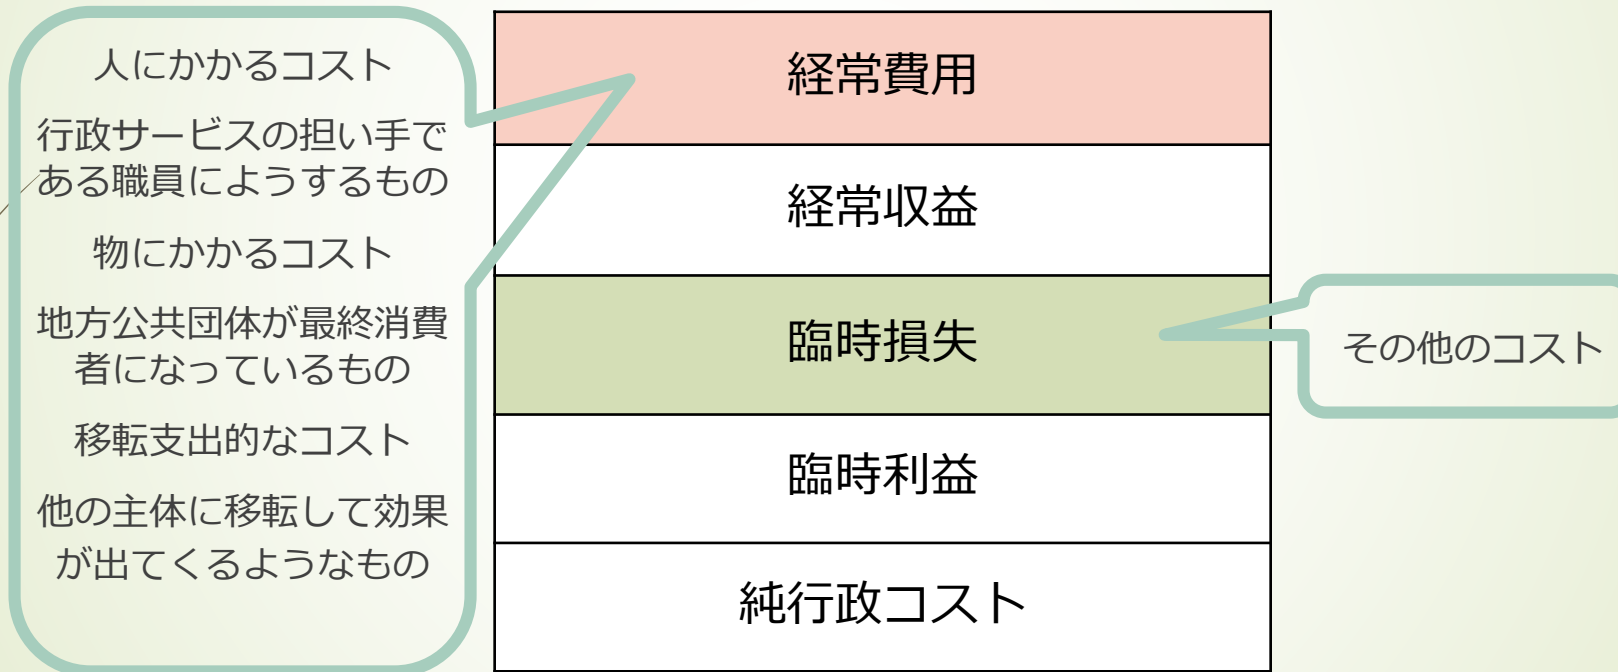 人にかかるコスト
行政サービスの担い手で
ある職員にようするもの
物にかかるコスト
地方公共団体が最終消費
者になっているもの
移転支出的なコスト
他の主体に移転して効果
が出てくるようなもの
経常費用
経常収益
臨時損失
臨時利益
純行政コスト
その他のコスト